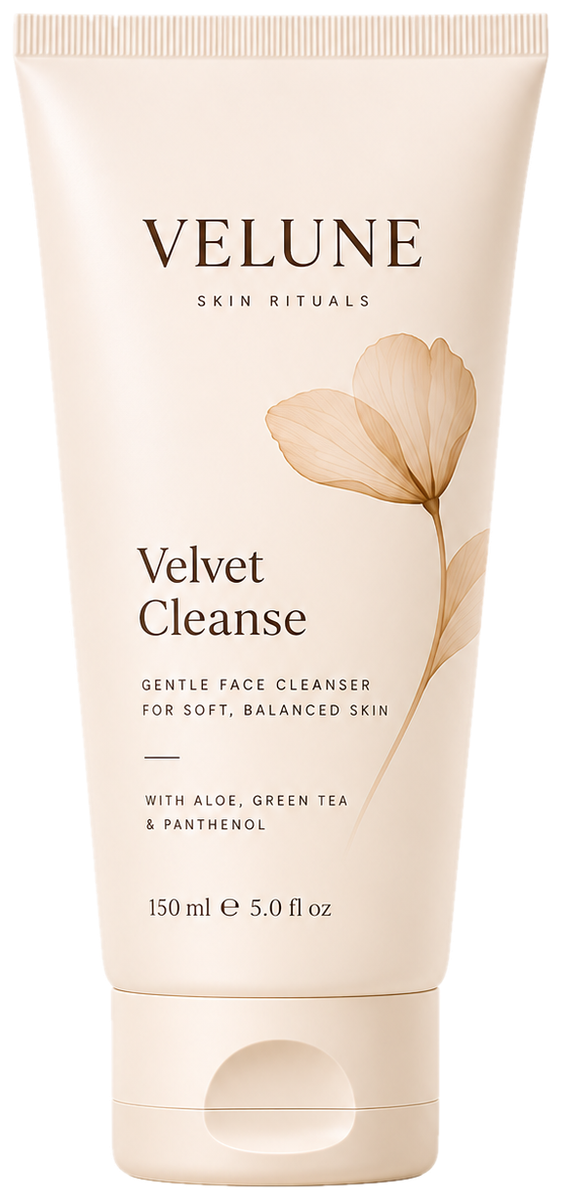 VELUNE
SKIN RITUALS
Velvet
Cleanse
GENTLE FACE CLEANSER
FOR SOFT, BALANCED SKIN
WITH ALOE, GREEN TEA
& PANTHENOL
150 ml ℮ 5.0 fl oz